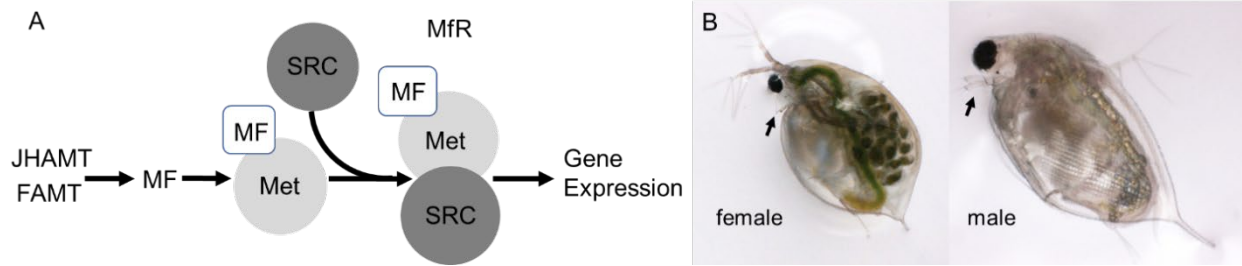 A
MfR
SRC
MF
MF
JHAMT
FAMT
MF
Met
Met
SRC
Gene
Expression
B
female
male